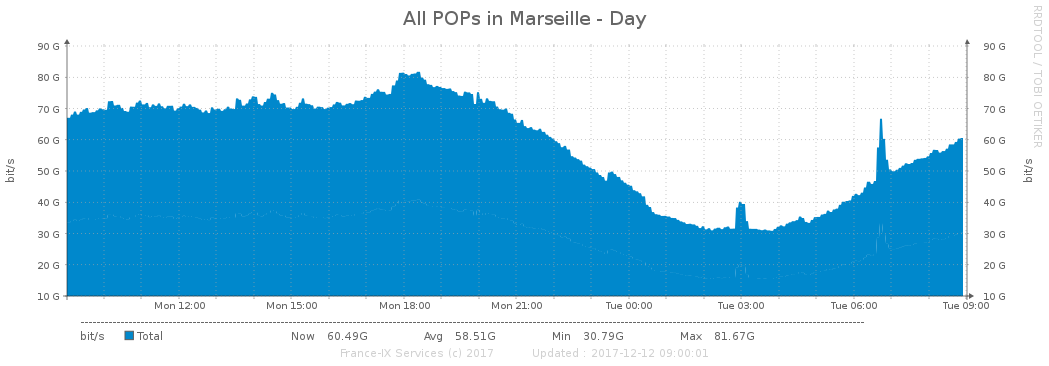 All POPs in Marseille - Day
RRDTOOL / TOBI OETIKER
90 G 90 G
80 G 80 G
70 G 70 G
60 G 60 G
50 G 50 G
40 G 40 G
30 G 30 G
20 G 20 G
10 G 10 G
bit/s
bit/s
Mon 12:00 Mon 15:00 Mon 18:00 Mon 21:00 Tue 00:00 Tue 03:00 Tue 06:00 Tue 09:00
bit/s Total Now 60.49G Avg 58.51G Min 30.79G Max 81.67G
France-IX Services (c) 2017 Updated : 2017-12-12 09:00:01